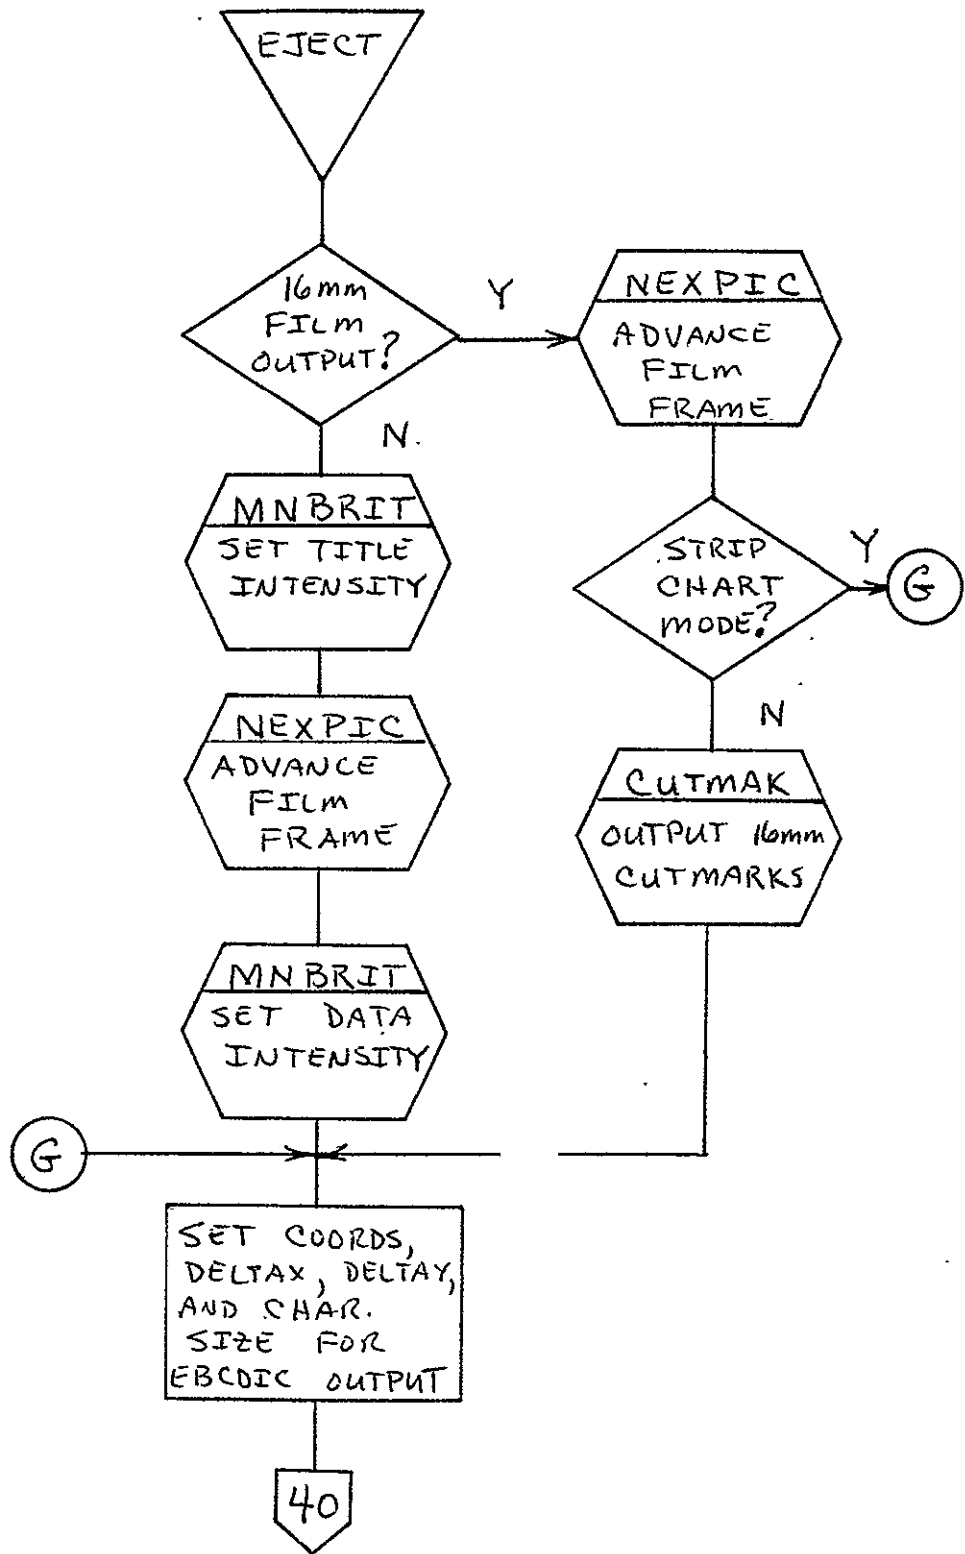 EJECT
16mm
FILM
OUTPUT?
Y
N.
NEXPIC
ADVANCE
FILM
FRAME
MNBRIT
SET TITLE
INTENSITY
STRIP
CHART
MODE?
Y
G
N
NEXPIC
ADVANCE
FILM
FRAME
CUTMAK
OUTPUT 16mm
CUTMARKS
MNBRIT
SET DATA
INTENSITY
G
SET COORDS,
DELTAX, DELTAY,
AND CHAR.
SIZE FOR
EBCDIC OUTPUT
40